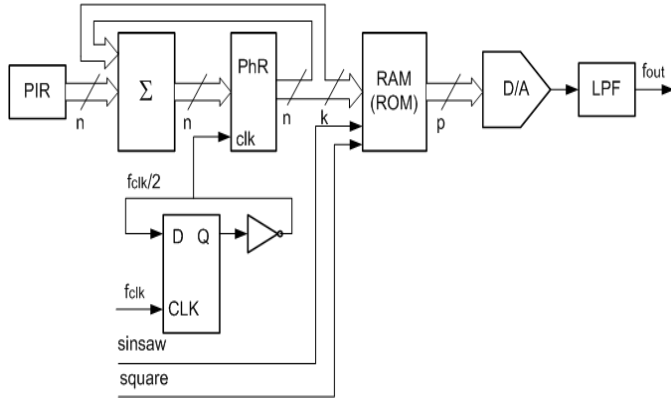 PIR
n
Σ
n
PhR
clk
n
k
RAM
(ROM)
p
D/A
LPF
fout
fclk/2
D Q
fclk
CLK
sinsaw
square